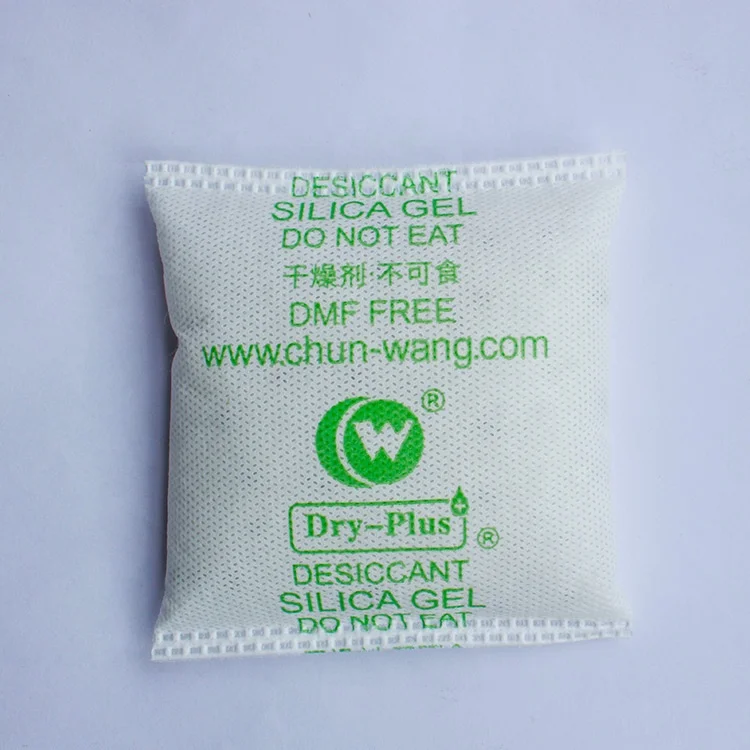 DESICCANT
SILICA GEL
DO NOT EAT
干燥剂·不可食
DMF FREE
www.chun-wang.com
W ®
Dry-Plus
®
DESICCANT
SILICA GEL
DO NOT EAT